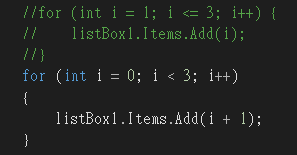 //for (int i = 1; i <= 3; i++) {
//    listBox1.Items.Add(i);
//}
for (int i = 0; i < 3; i++)
{
    listBox1.Items.Add(i + 1);
}